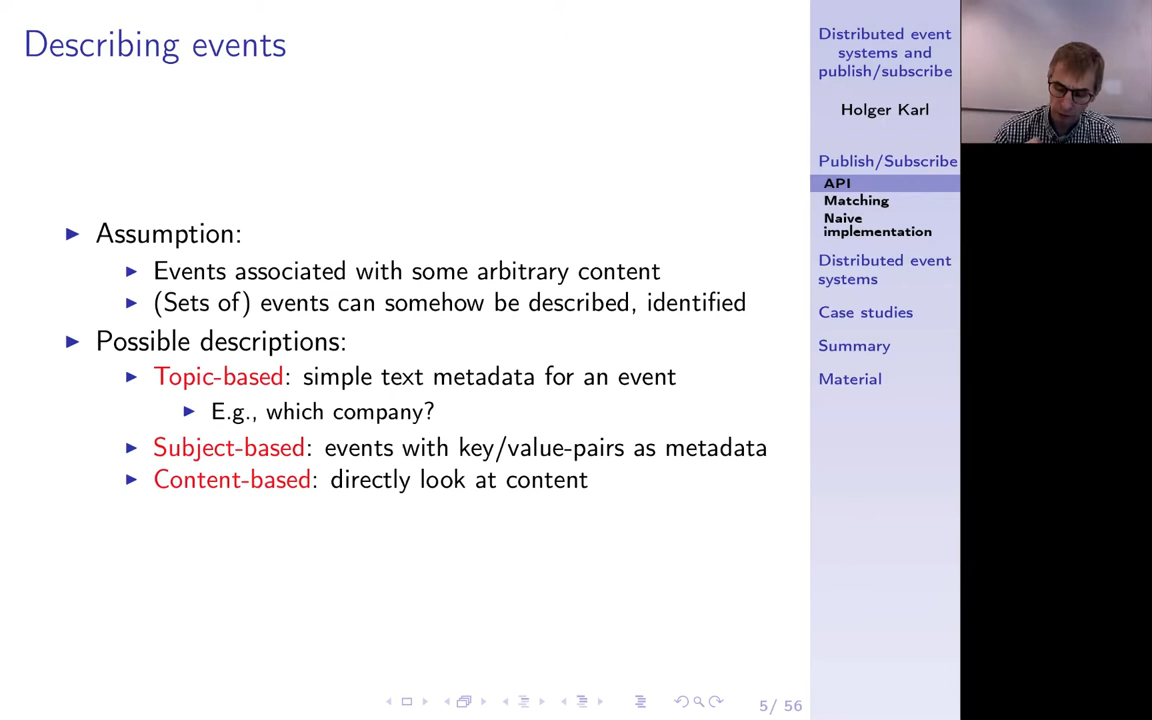 Describing events
Assumption:
Events associated with some arbitrary content
(Sets of) events can somehow be described, identified
Possible descriptions:
Topic-based: simple text metadata for an event
E.g., which company?
Subject-based: events with key/value-pairs as metadata
Content-based: directly look at content
5/ 56
Distributed event
systems and
publish/subscribe
Holger Karl
Publish/Subscribe
API
Matching
Naive
implementation
Distributed event
systems
Case studies
Summary
Material